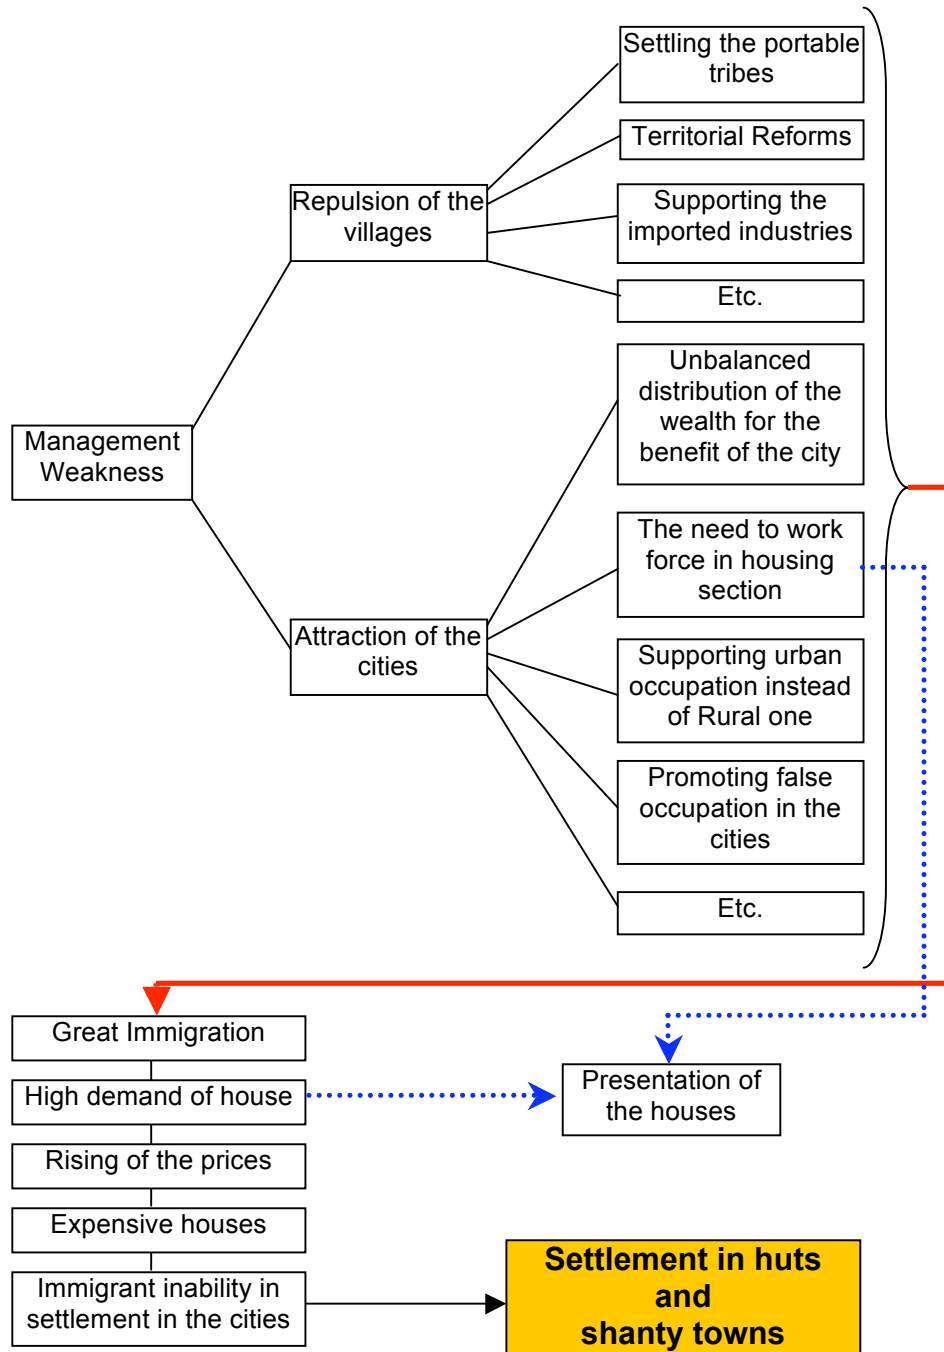 Settling the portable
tribes
Territorial Reforms
Repulsion of the
villages
Supporting the
imported industries
Etc.
Unbalanced
distribution of the
wealth for the
benefit of the city
Management
Weakness
The need to work
force in housing
section
Attraction of the
cities
Supporting urban
occupation instead
of Rural one
Promoting false
occupation in the
cities
Etc.
Great Immigration
High demand of house
Presentation of
the houses
Rising of the prices
Expensive houses
Immigrant inability in
settlement in the cities
Settlement in huts
and
shanty towns